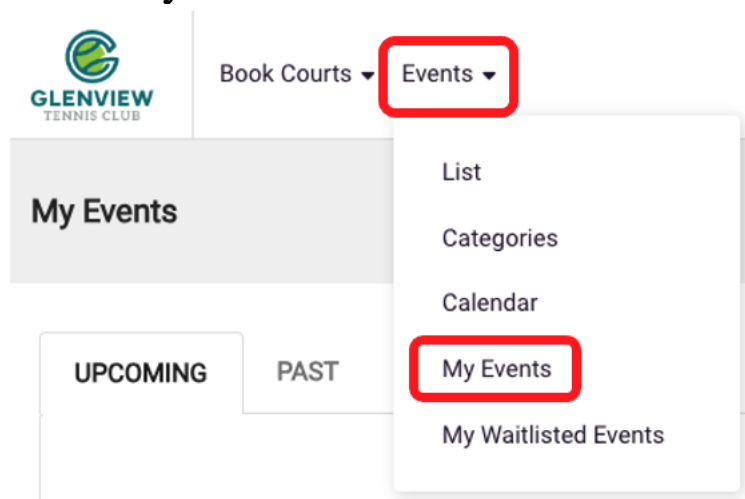 GLENVIEW
TENNIS CLUB
Book Courts
Events
List
My Events
Categories
Calendar
UPCOMING
PAST
My Events
My Waitlisted Events